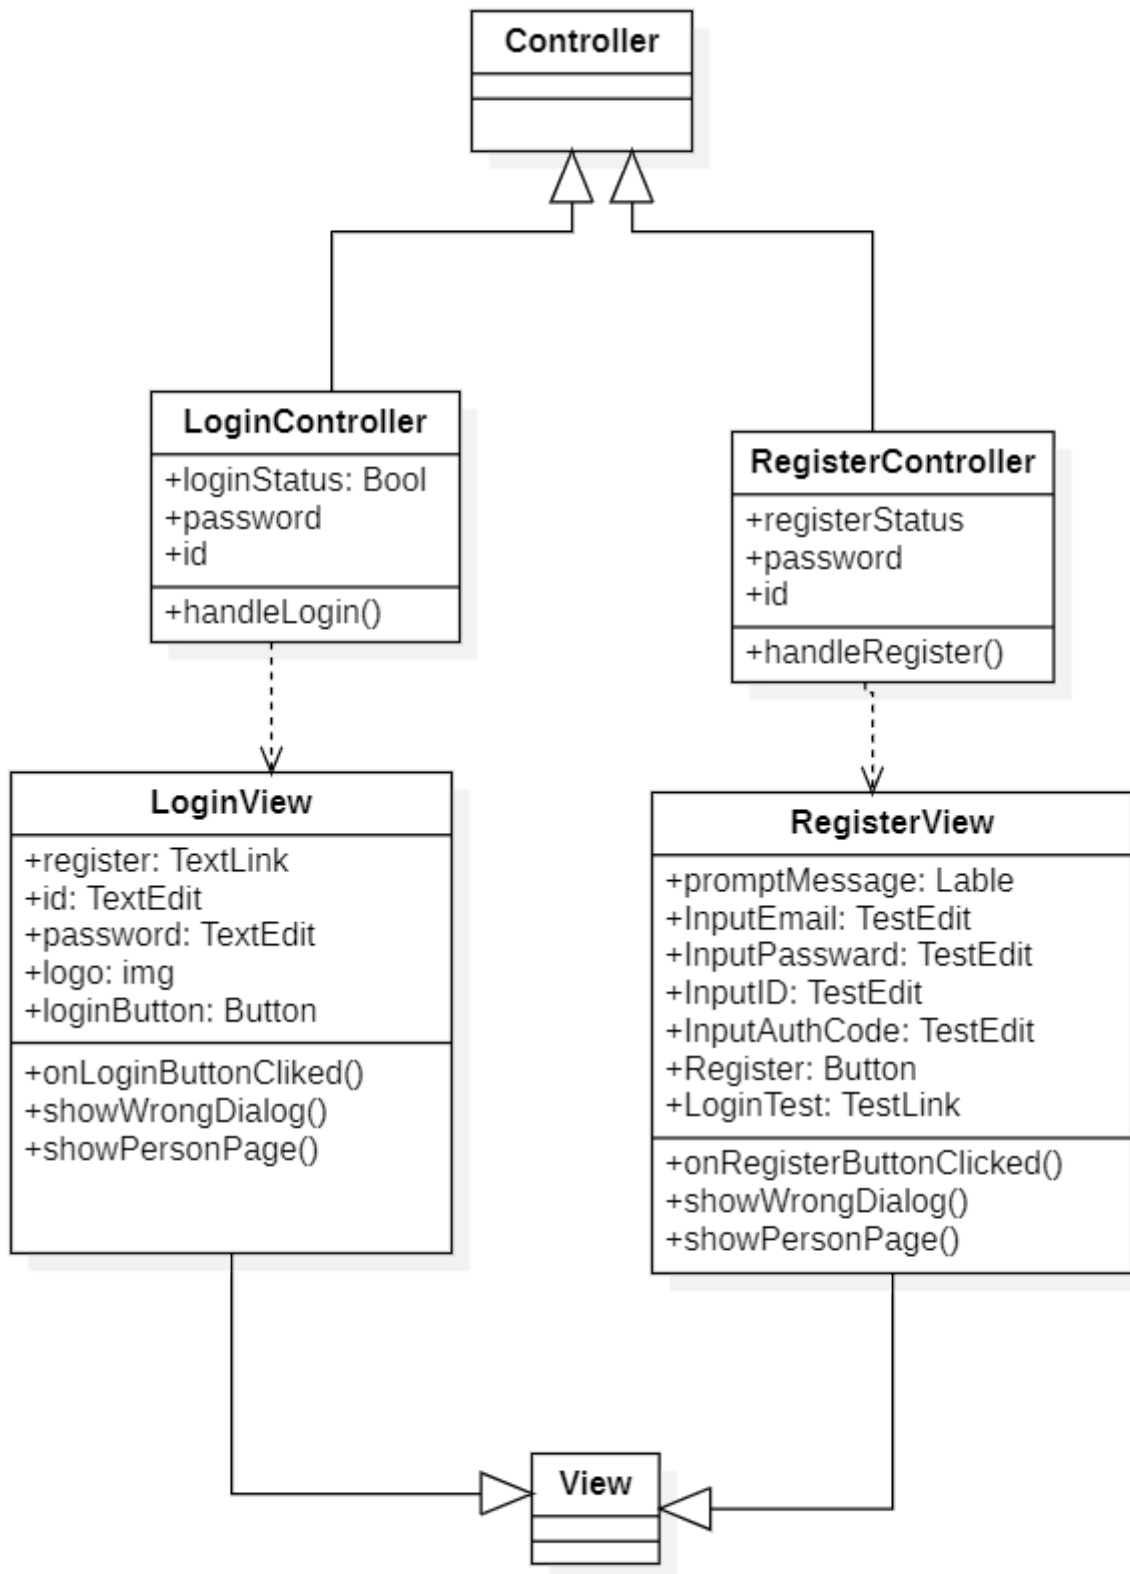 Controller
LoginController
+loginStatus: Bool
+password
+id
+handleLogin()
RegisterController
+registerStatus
+password
+id
+handleRegister()
LoginView
+register: TextLink
+id: TextEdit
+password: TextEdit
+logo: img
+loginButton: Button
+onLoginButtonCliked()
+showWrongDialog()
+showPersonPage()
RegisterView
+promptMessage: Lable
+InputEmail: TestEdit
+InputPassward: TestEdit
+InputID: TestEdit
+InputAuthCode: TestEdit
+Register: Button
+LoginTest: TestLink
+onRegisterButtonClicked()
+showWrongDialog()
+showPersonPage()
View